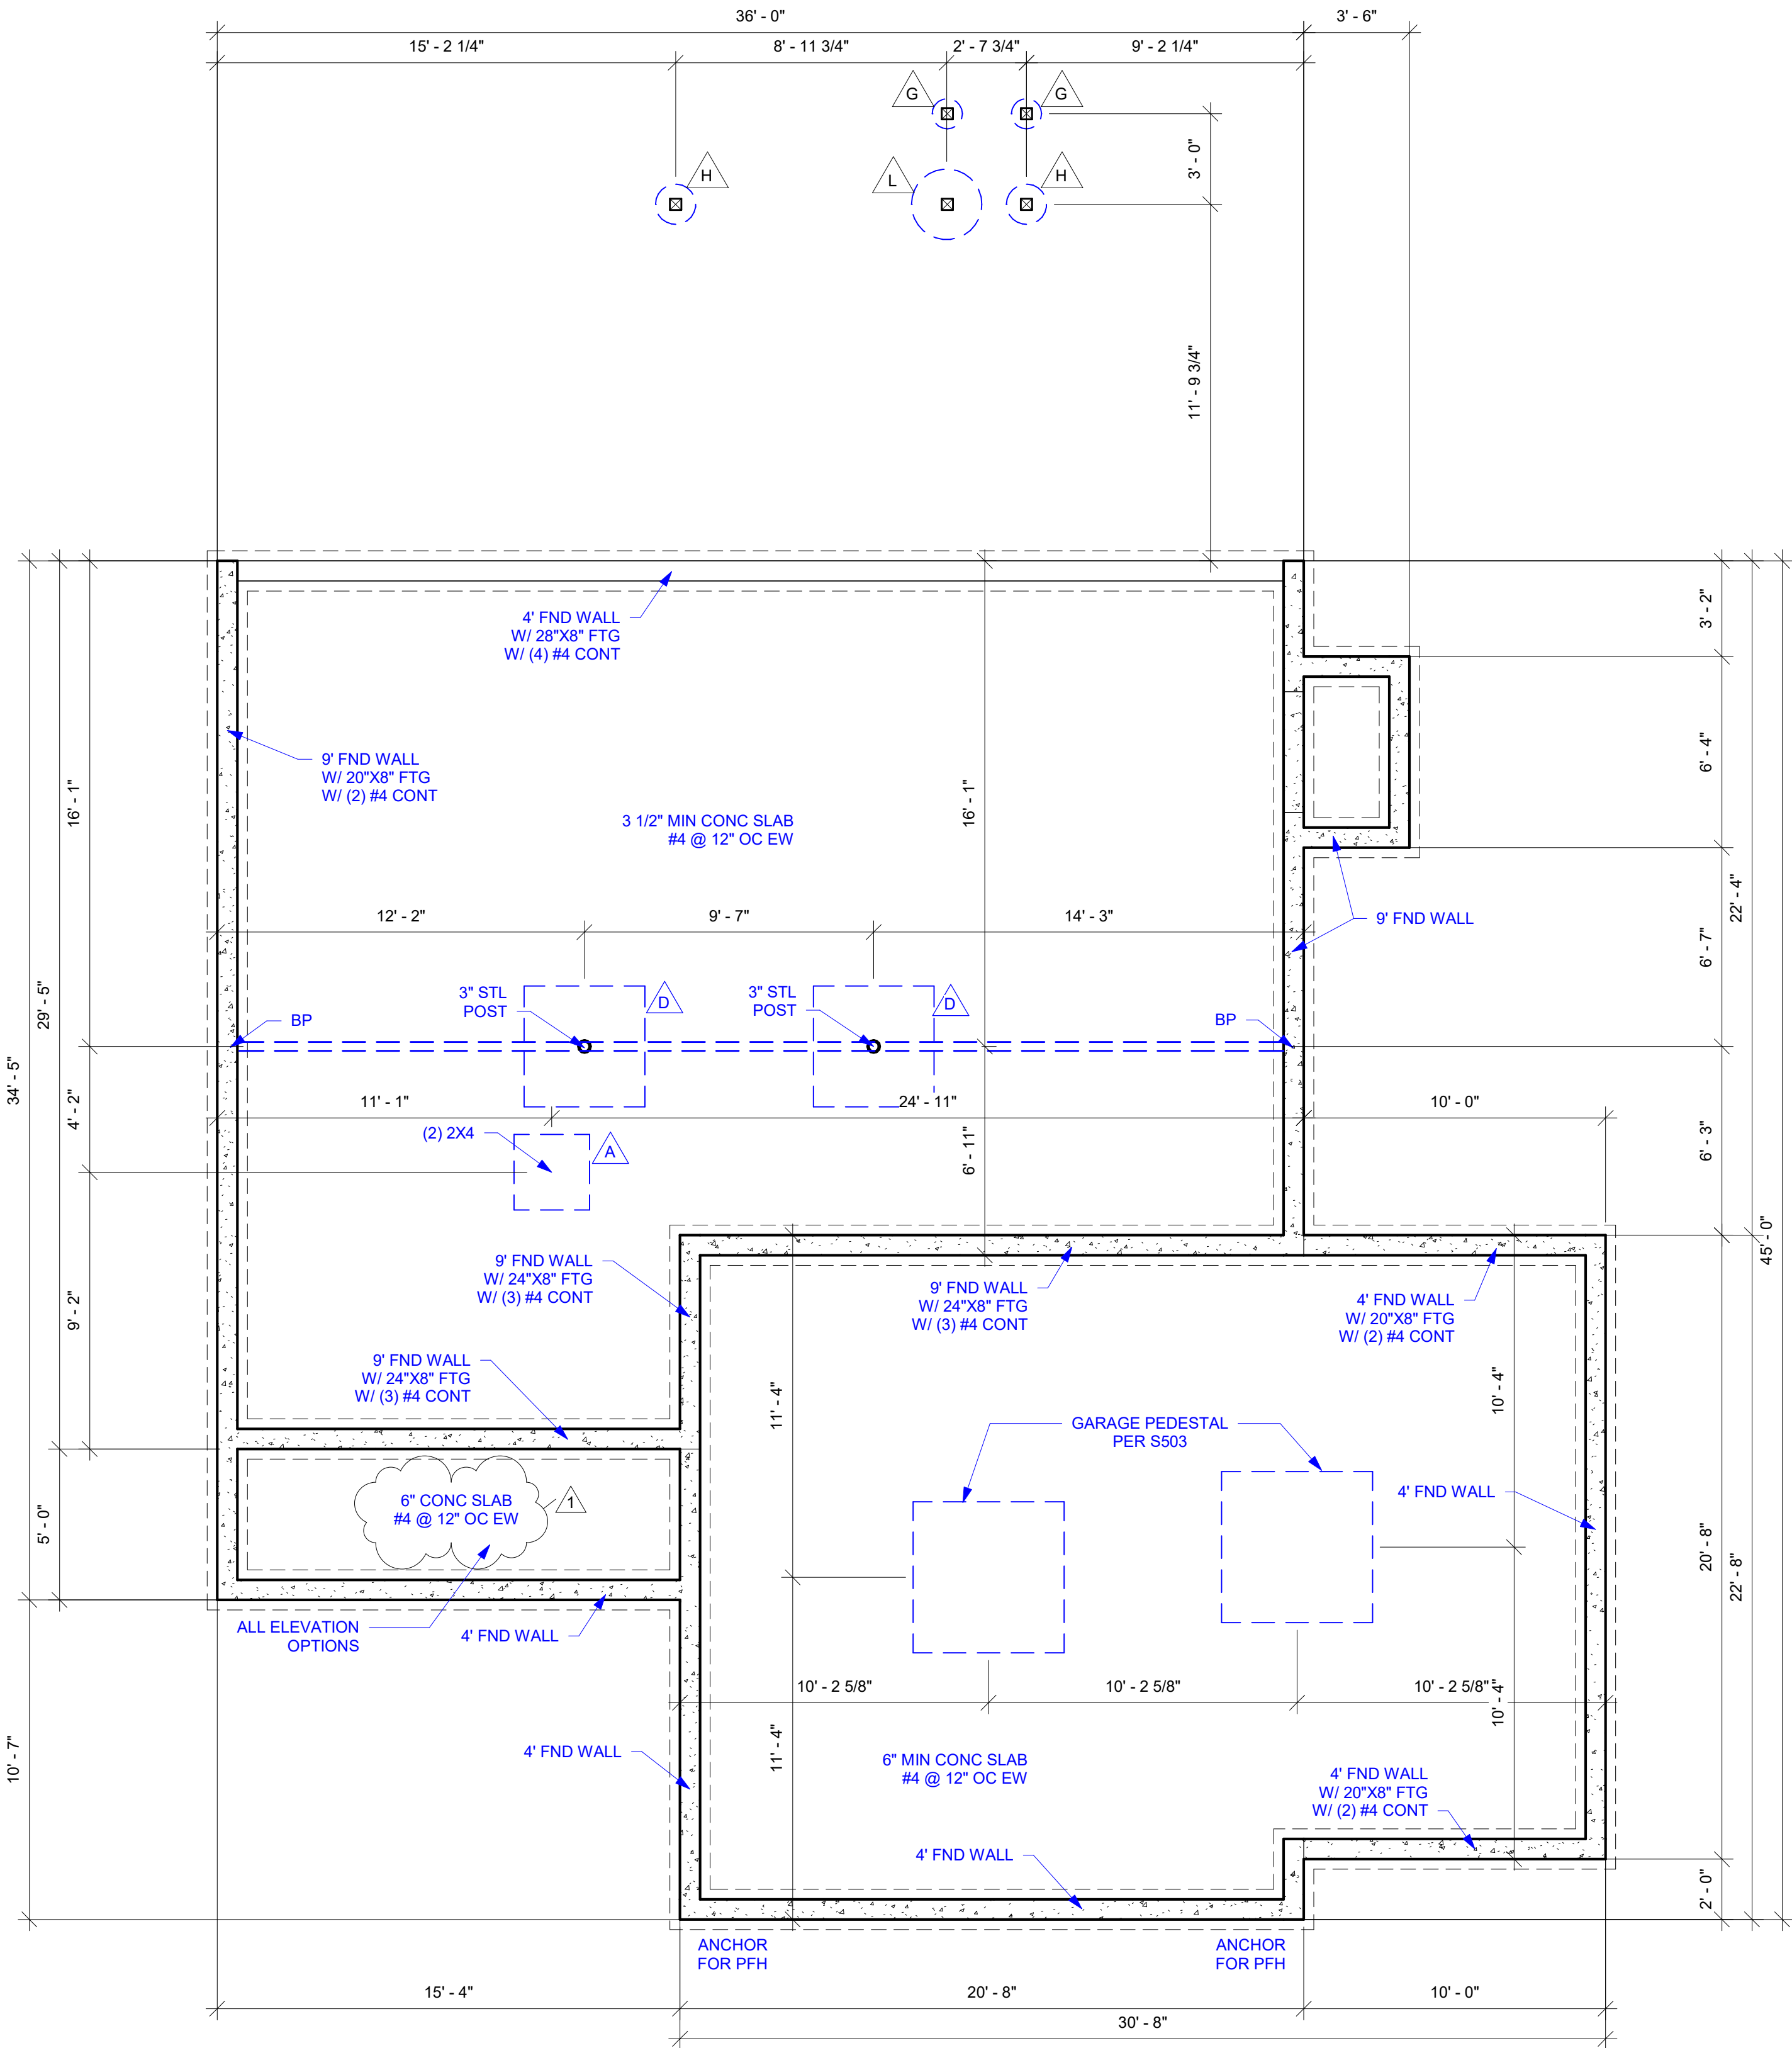 36' - 0"
3' - 6"
15' - 2 1/4"
8' - 11 3/4"
2' - 7 3/4"
9' - 2 1/4"
G
G
3' - 0"
H
L
H
11' - 9 3/4"
4' FND WALL
W/ 28"X8" FTG
W/ (4) #4 CONT
3' - 2"
9' FND WALL
W/ 20"X8" FTG
W/ (2) #4 CONT
6' - 4"
16' - 1"
16' - 1"
3 1/2" MIN CONC SLAB
#4 @ 12" OC EW
22' - 4"
12' - 2"
9' - 7"
14' - 3"
9' FND WALL
6' - 7"
29' - 5"
3" STL
POST
D
3" STL
POST
D
BP
BP
34' - 5"
4' - 2"
11' - 1"
24' - 11"
10' - 0"
(2) 2X4
A
6' - 11"
6' - 3"
45' - 0"
9' FND WALL
W/ 24"X8" FTG
W/ (3) #4 CONT
9' FND WALL
W/ 24"X8" FTG
W/ (3) #4 CONT
4' FND WALL
W/ 20"X8" FTG
W/ (2) #4 CONT
9' - 2"
9' FND WALL
W/ 24"X8" FTG
W/ (3) #4 CONT
11' - 4"
10' - 4"
GARAGE PEDESTAL
PER S503
4' FND WALL
6" CONC SLAB
#4 @ 12" OC EW
1
5' - 0"
20' - 8"
22' - 8"
ALL ELEVATION
OPTIONS
4' FND WALL
10' - 2 5/8"
10' - 2 5/8"
10' - 2 5/8"
10' - 4"
10' - 7"
4' FND WALL
11' - 4"
6" MIN CONC SLAB
#4 @ 12" OC EW
4' FND WALL
W/ 20"X8" FTG
W/ (2) #4 CONT
4' FND WALL
2' - 0"
ANCHOR
FOR PFH
ANCHOR
FOR PFH
15' - 4"
20' - 8"
10' - 0"
30' - 8"